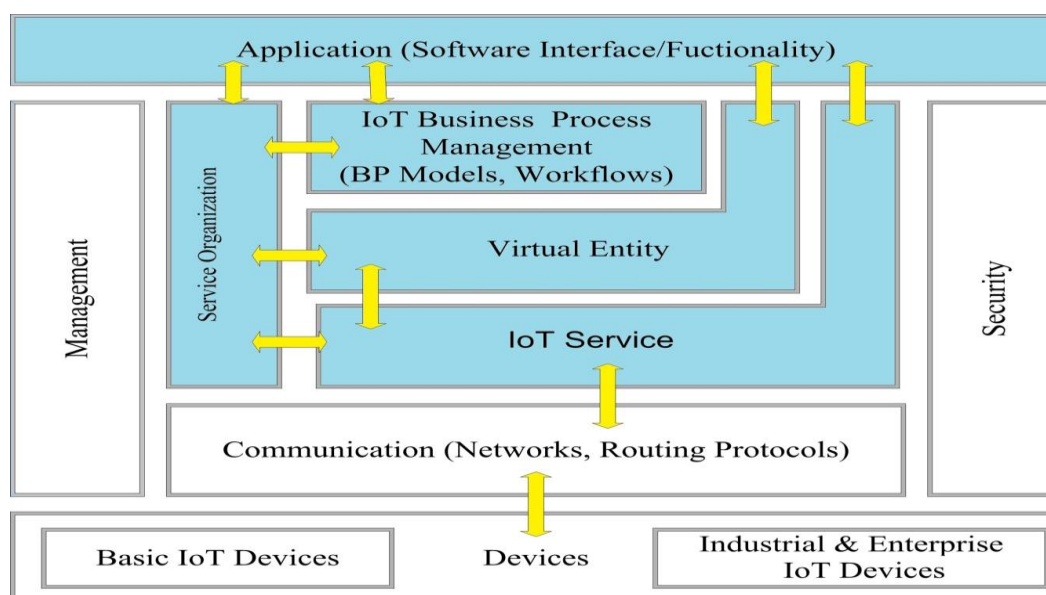 Application (Software Interface/Fuctionality)
IoT Business Process
Management
(BP Models, Workflows)
Management
Service Organization
Virtual Entity
IoT Service
Security
Communication (Networks, Routing Protocols)
Basic IoT Devices
Devices
Industrial & Enterprise
IoT Devices